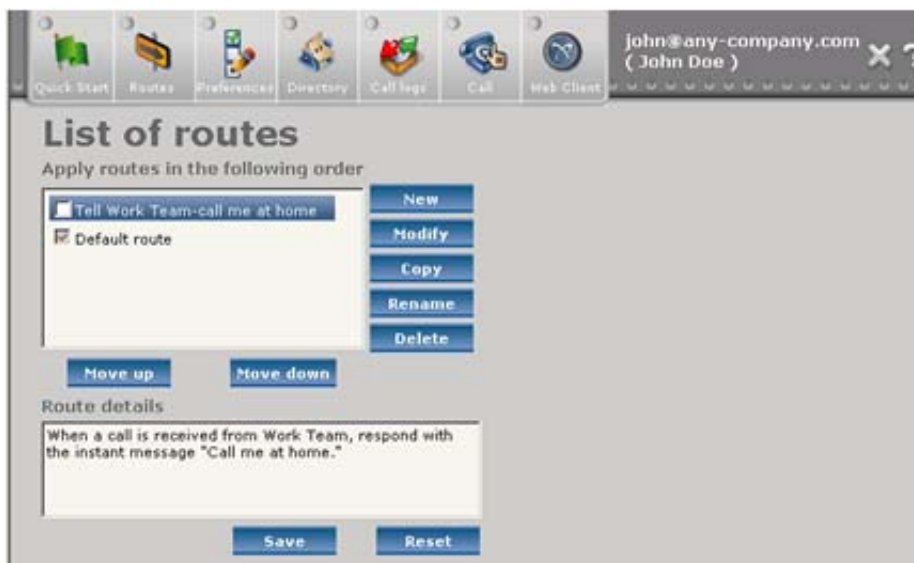 Quick Start
Routes
Preferences
Directory
Call logs
Call
Web Client
john@any-company.com
( John Doe )
?
List of routes
Apply routes in the following order
Tell Work Team-call me at home
Default route
New
Modify
Copy
Rename
Delete
Move up
Move down
Route details
When a call is received from Work Team, respond with
the instant message "Call me at home."
Save
Reset